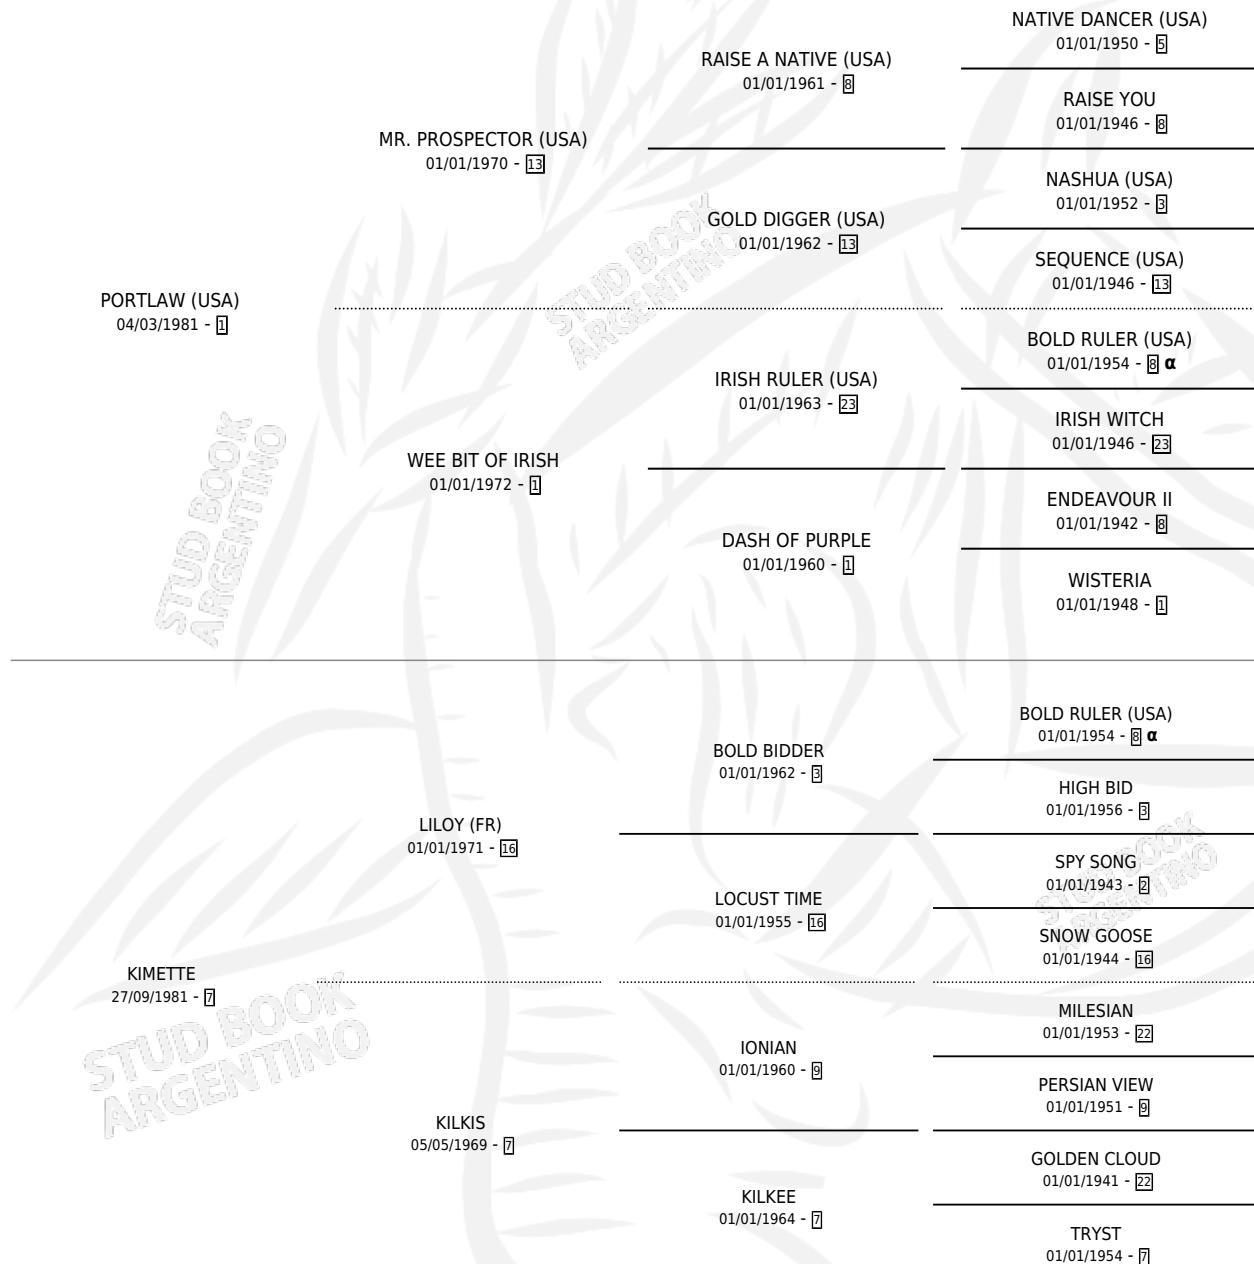 NATIVE DANCER (USA)
01/01/1950 - 5
RAISE A NATIVE (USA)
01/01/1961 - 8
RAISE YOU
01/01/1946 - 8
MR. PROSPECTOR (USA)
01/01/1970 - 13
NASHUA (USA)
01/01/1952 - 3
GOLD DIGGER (USA)
01/01/1962 - 13
SEQUENCE (USA)
01/01/1946 - 13
PORTLAW (USA)
04/03/1981 - 1
BOLD RULER (USA)
01/01/1954 - 8 α
IRISH RULER (USA)
01/01/1963 - 23
IRISH WITCH
01/01/1946 - 23
WEE BIT OF IRISH
01/01/1972 - 1
ENDEAVOUR II
01/01/1942 - 8
DASH OF PURPLE
01/01/1960 - 1
WISTERIA
01/01/1948 - 1
BOLD RULER (USA)
01/01/1954 - 8 α
BOLD BIDDER
01/01/1962 - 3
HIGH BID
01/01/1956 - 3
LILOY (FR)
01/01/1971 - 16
SPY SONG
01/01/1943 - 2
LOCUST TIME
01/01/1955 - 16
SNOW GOOSE
01/01/1944 - 16
KIMETTE
27/09/1981 - 7
MILESIAN
01/01/1953 - 22
IONIAN
01/01/1960 - 9
PERSIAN VIEW
01/01/1951 - 9
KILKIS
05/05/1969 - 7
GOLDEN CLOUD
01/01/1941 - 22
KILKEE
01/01/1964 - 7
TRYST
01/01/1954 - 7
STUD BOOK
ARGENTINO
STUD BOOK
ARGENTINO
STUD BOOK
ARGENTINO
STUD BOOK
ARGENTINO